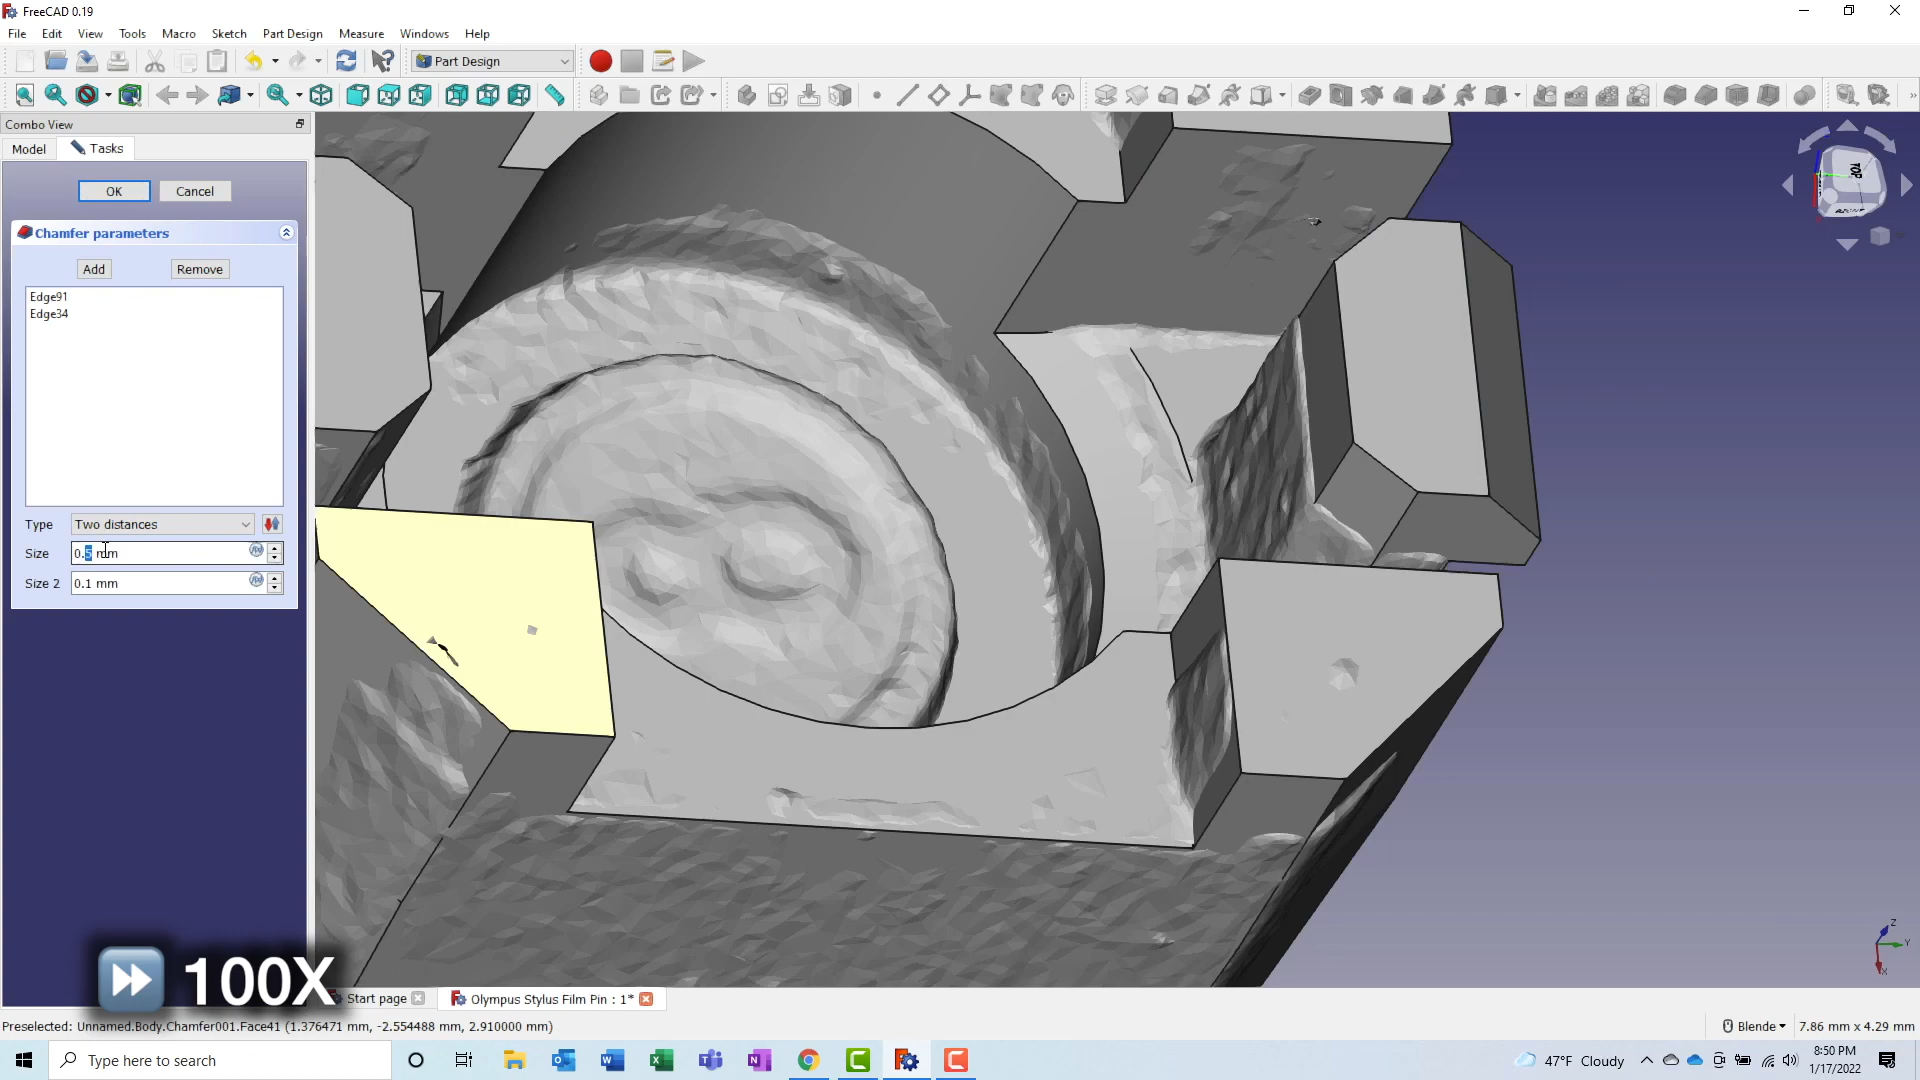 FreeCAD 0.19
File Edit View Tools Macro Sketch Part Design Measure Windows Help
Part Design
Combo View
Model Tasks
OK Cancel
Chamfer parameters
Add Remove
Edge91
Edge34
Type Two distances
Size 0.5 mm
Size 2 0.1 mm
TOP
Z
Y
X
100X
Start page Olympus Stylus Film Pin : 1*
Preselected: Unnamed.Body.Chamfer001.Face41 (1.376471 mm, -2.554488 mm, 2.910000 mm)
Blende 7.86 mm x 4.29 mm
Type here to search
47°F Cloudy
8:50 PM
1/17/2022